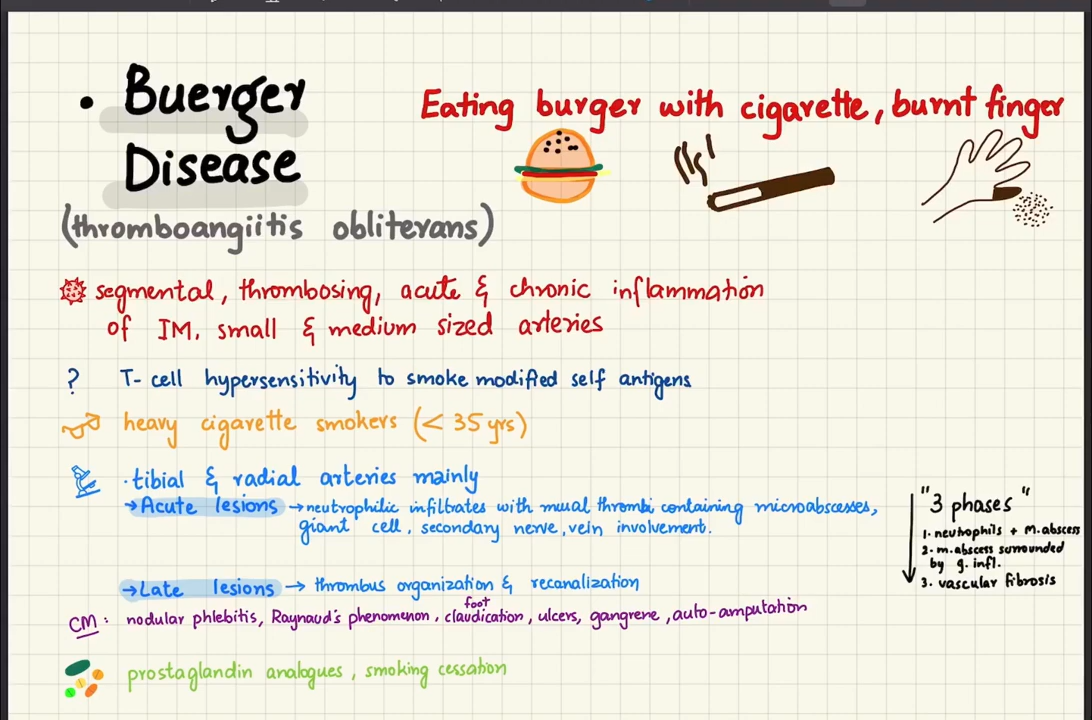 • Buerger
Disease
(thromboangiitis obliterans)
Eating burger with cigarette, burnt finger
segmental, thrombosing, acute & chronic inflammation
of IM, small & medium sized arteries
? T-cell hypersensitivity to smoke modified self antigens
heavy cigarette smokers (< 35 yrs)
· tibial & radial arteries mainly
→ Acute lesions → neutrophilic infiltrates with mual thrombi containing microabscesses,
giant cell, secondary nerve, vein involvement.
→ Late lesions → thrombus organization & recanalization
"3 phases"
1. neutrophils + M. abscess
2. m. abscess surrounded
by g. infl.
3. vascular fibrosis
foot
CM: nodular phlebitis, Raynaud's phenomenon, claudication, ulcers, gangrene, auto-amputation
prostaglandin analogues, smoking cessation